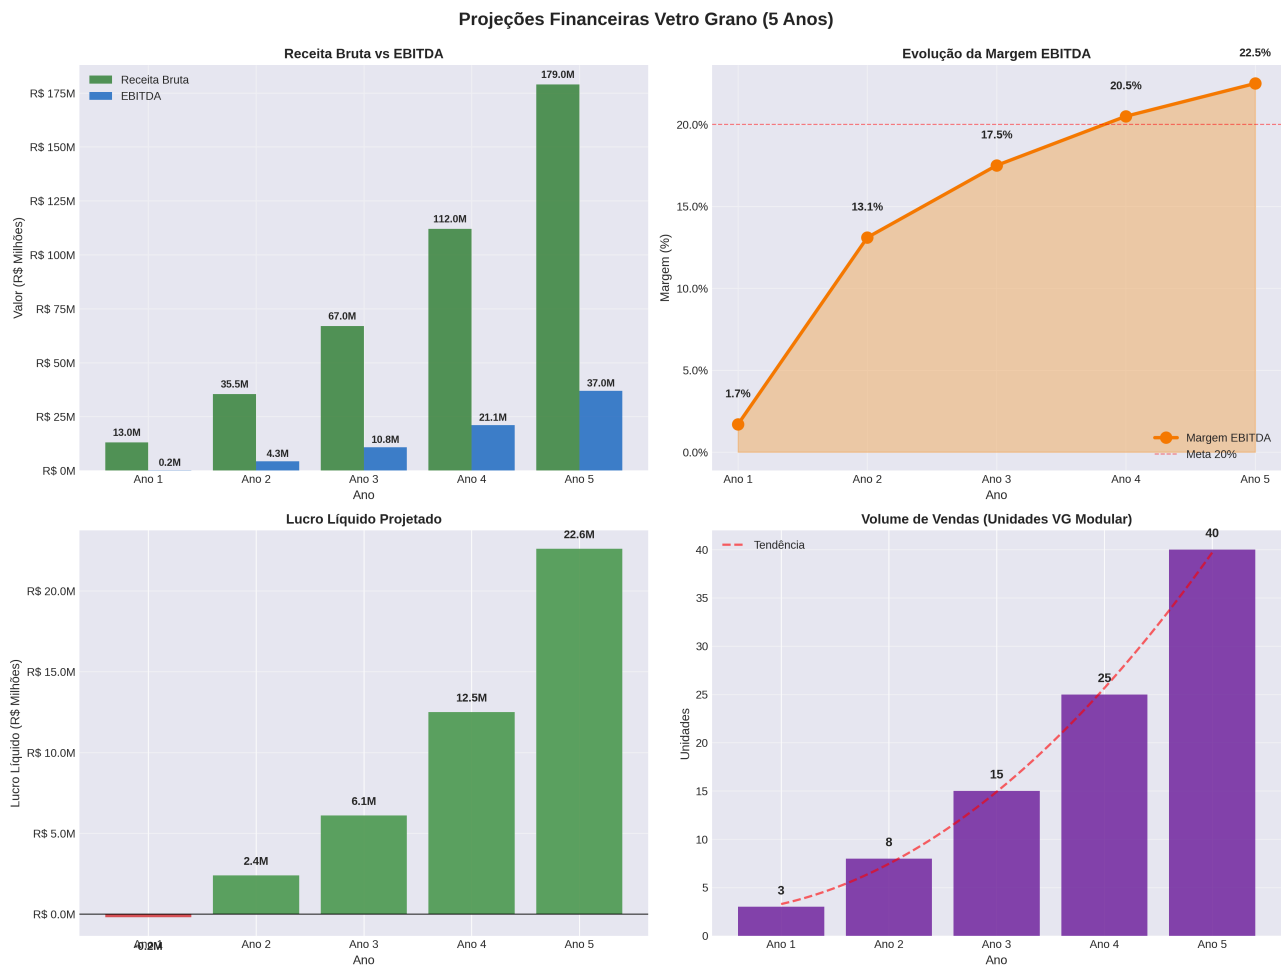 Projeções Financeiras Vetro Grano (5 Anos)
Receita Bruta vs EBITDA
Receita Bruta
EBITDA
Valor (R$ Milhões)
R$ 175M
R$ 150M
R$ 125M
R$ 100M
R$ 75M
R$ 50M
R$ 25M
R$ 0M
13.0M
0.2M
35.5M
4.3M
67.0M
10.8M
112.0M
21.1M
179.0M
37.0M
Ano 1 Ano 2 Ano 3 Ano 4 Ano 5
Ano
Evolução da Margem EBITDA
Margem (%)
20.0%
15.0%
10.0%
5.0%
0.0%
1.7%
13.1%
17.5%
20.5%
22.5%
Margem EBITDA
Meta 20%
Ano 1 Ano 2 Ano 3 Ano 4 Ano 5
Ano
Lucro Líquido Projetado
Lucro Líquido (R$ Milhões)
R$ 20.0M
R$ 15.0M
R$ 10.0M
R$ 5.0M
R$ 0.0M
-0.2M
2.4M
6.1M
12.5M
22.6M
Ano 1 Ano 2 Ano 3 Ano 4 Ano 5
Ano
Volume de Vendas (Unidades VG Modular)
Tendência
Unidades
40
35
30
25
20
15
10
5
0
3
8
15
25
40
Ano 1 Ano 2 Ano 3 Ano 4 Ano 5
Ano